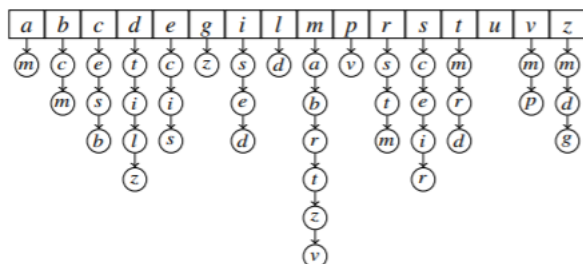 a b c d e g i l m p r s t u v z
m c e t c z s d a v s c m m m
m s i i e b t e r p d
b l s d r m i d g
z t r
z
v